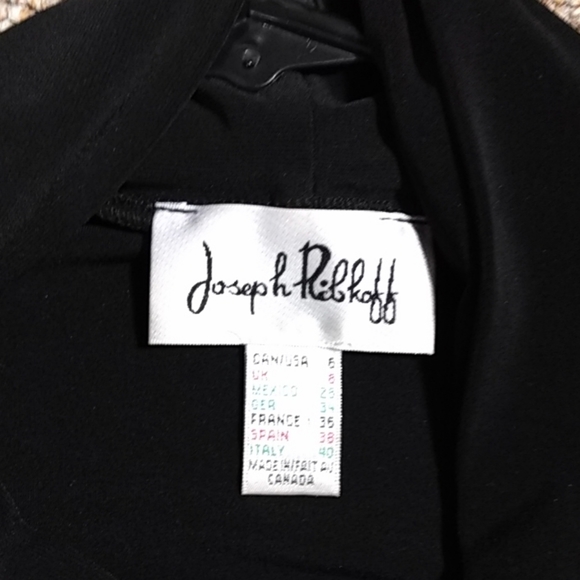 Joseph Ribkoff
CAN/USA 6
UK 8
MEXICO 28
GER 34
FRANCE 36
SPAIN 38
ITALY 40
MADE IN/FAIT AU
CANADA